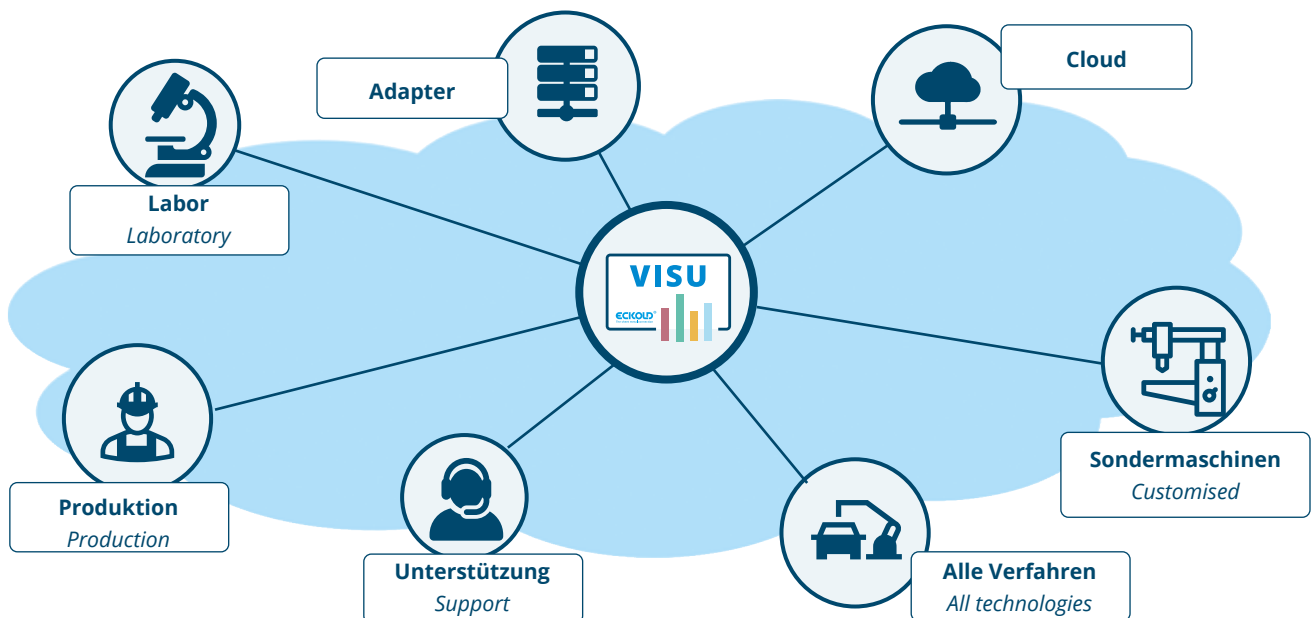 Adapter
Cloud
Labor
Laboratory
VISU
ECKOLD®
Sondermaschinen
Customised
Produktion
Production
Unterstützung
Support
Alle Verfahren
All technologies